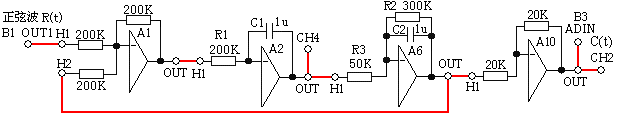 正弦波 R(t)
B1 OUT1 H1
200K
200K
A1
H2
200K
OUT H1
R1
200K
C1
1u
A2
CH4
OUT
H1
R3
50K
R2 300K
C2 1u
A6
OUT
H1
20K
20K
A10
B3
ADIN
C(t)
CH2
OUT